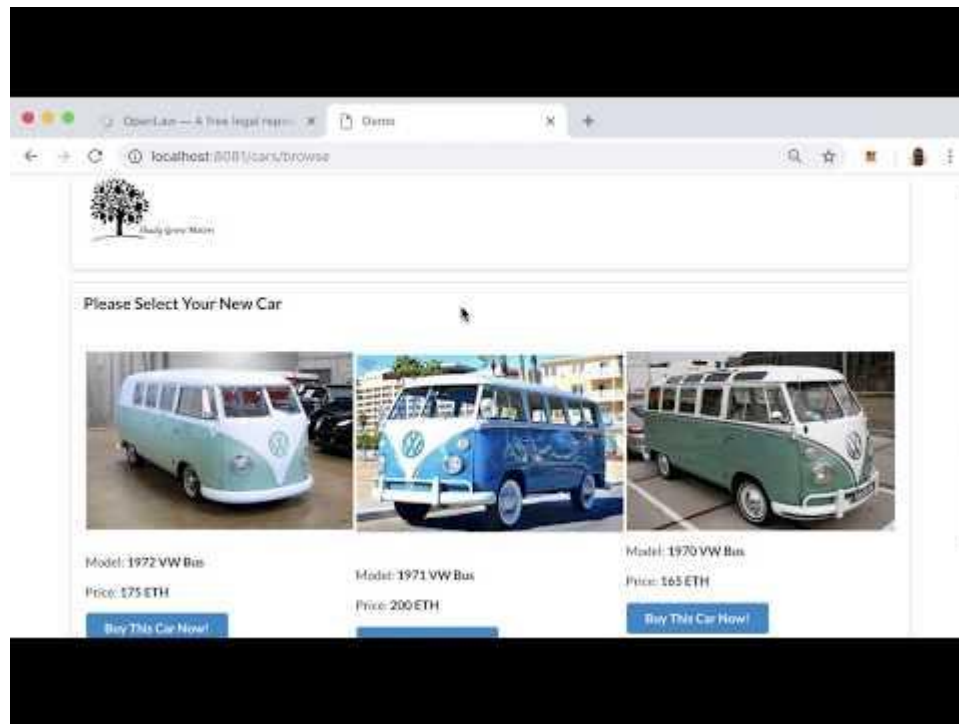 OpenLaw — A free legal repos
Demo
localhost:8081/cars/browse
Shady Grove Motors
Please Select Your New Car
Model: 1972 VW Bus
Price: 175 ETH
Buy This Car Now!
Model: 1971 VW Bus
Price: 200 ETH
Model: 1970 VW Bus
Price: 165 ETH
Buy This Car Now!